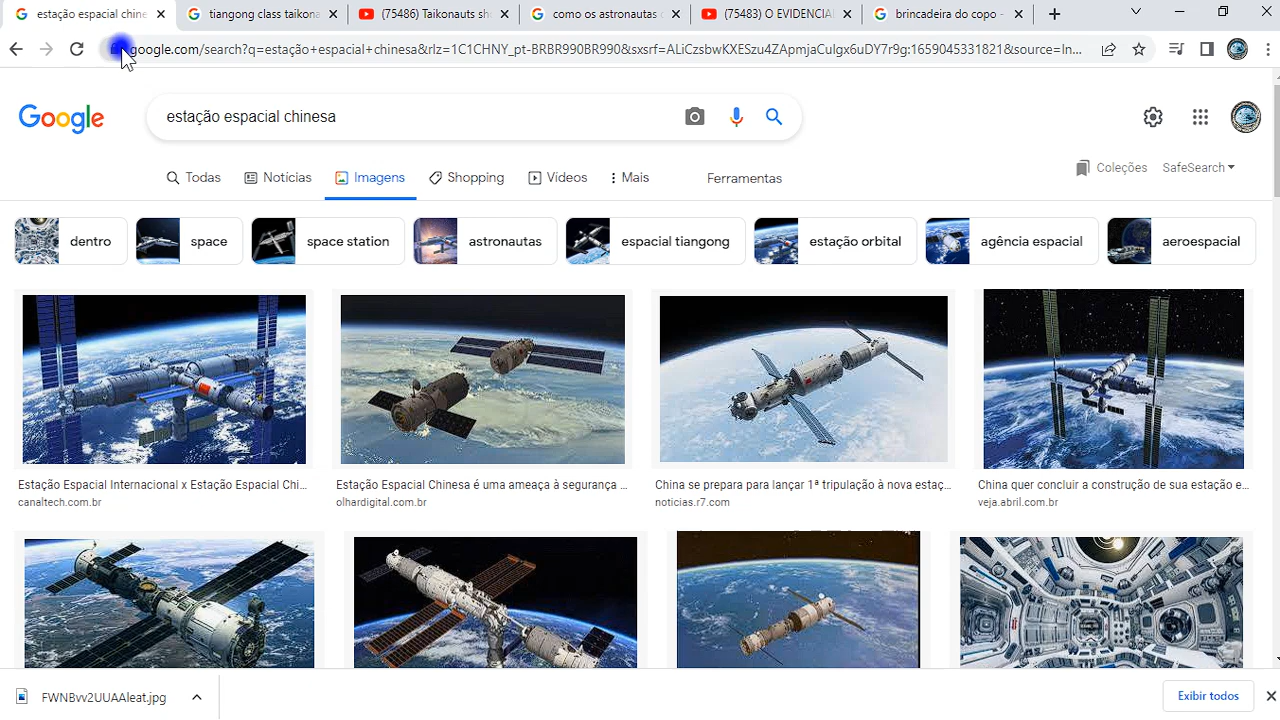 estação espacial chine
tiangong class taikona
(75486) Taikonauts sh
como os astronautas
(75483) O EVIDENCIA
brincadeira do copo -
google.com/search?q=estação+espacial+chinesa&rlz=1C1CHNY_pt-BRBR990BR990&sxsrf=ALiCzsbwKXESzu4ZApmjaCuIgx6uDY7r9g:1659045331821&source=In...
Google
estação espacial chinesa
Todas
Notícias
Imagens
Shopping
Vídeos
Mais
Ferramentas
Coleções
SafeSearch
dentro
space
space station
astronautas
espacial tiangong
estação orbital
agência espacial
aeroespacial
Estação Espacial Internacional x Estação Espacial Chi...
canaltech.com.br
Estação Espacial Chinesa é uma ameaça à segurança ...
olhardigital.com.br
China se prepara para lançar 1ª tripulação à nova estaç...
noticias.r7.com
China quer concluir a construção de sua estação e...
veja.abril.com.br
FWNBvv2UUAAleat.jpg
Exibir todos